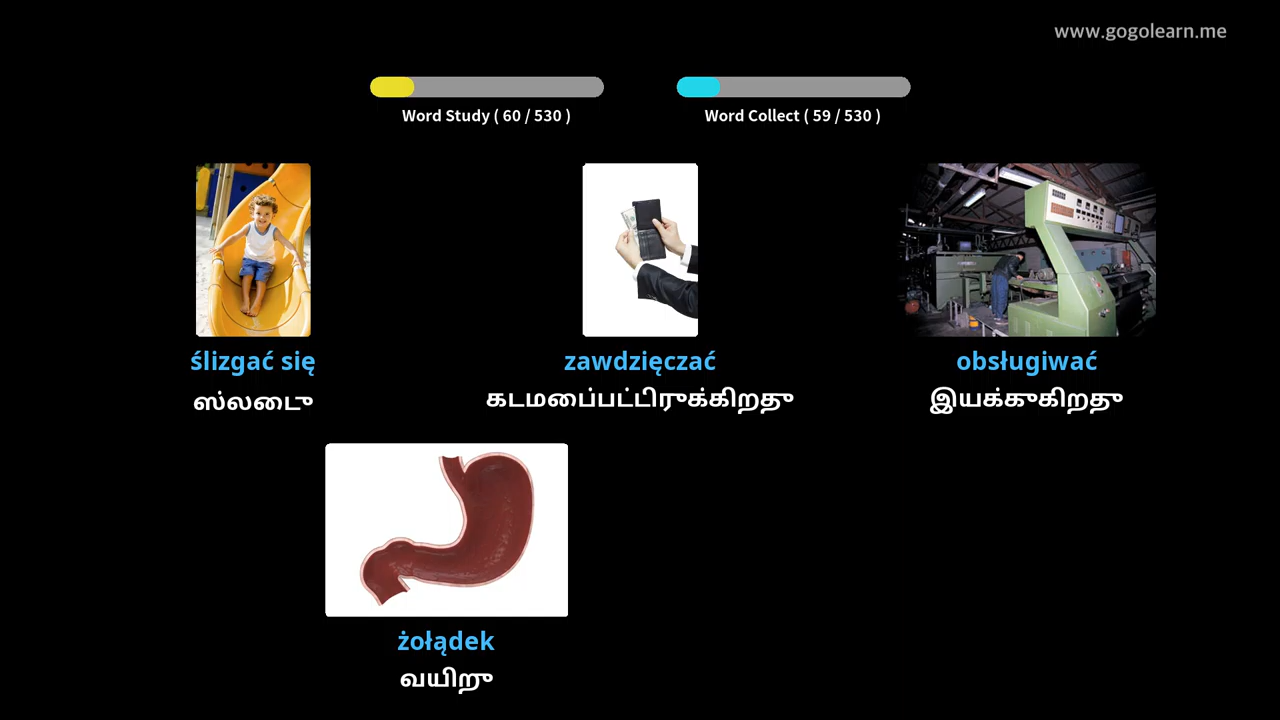 www.gogolearn.me
Word Study ( 60 / 530 )
Word Collect ( 59 / 530 )
ślizgać się
zawdzięczać
obsługiwać
ஸ்லைடு
கடமைப்பட்டிருக்கிறது
இயக்குகிறது
żołądek
வயிறு